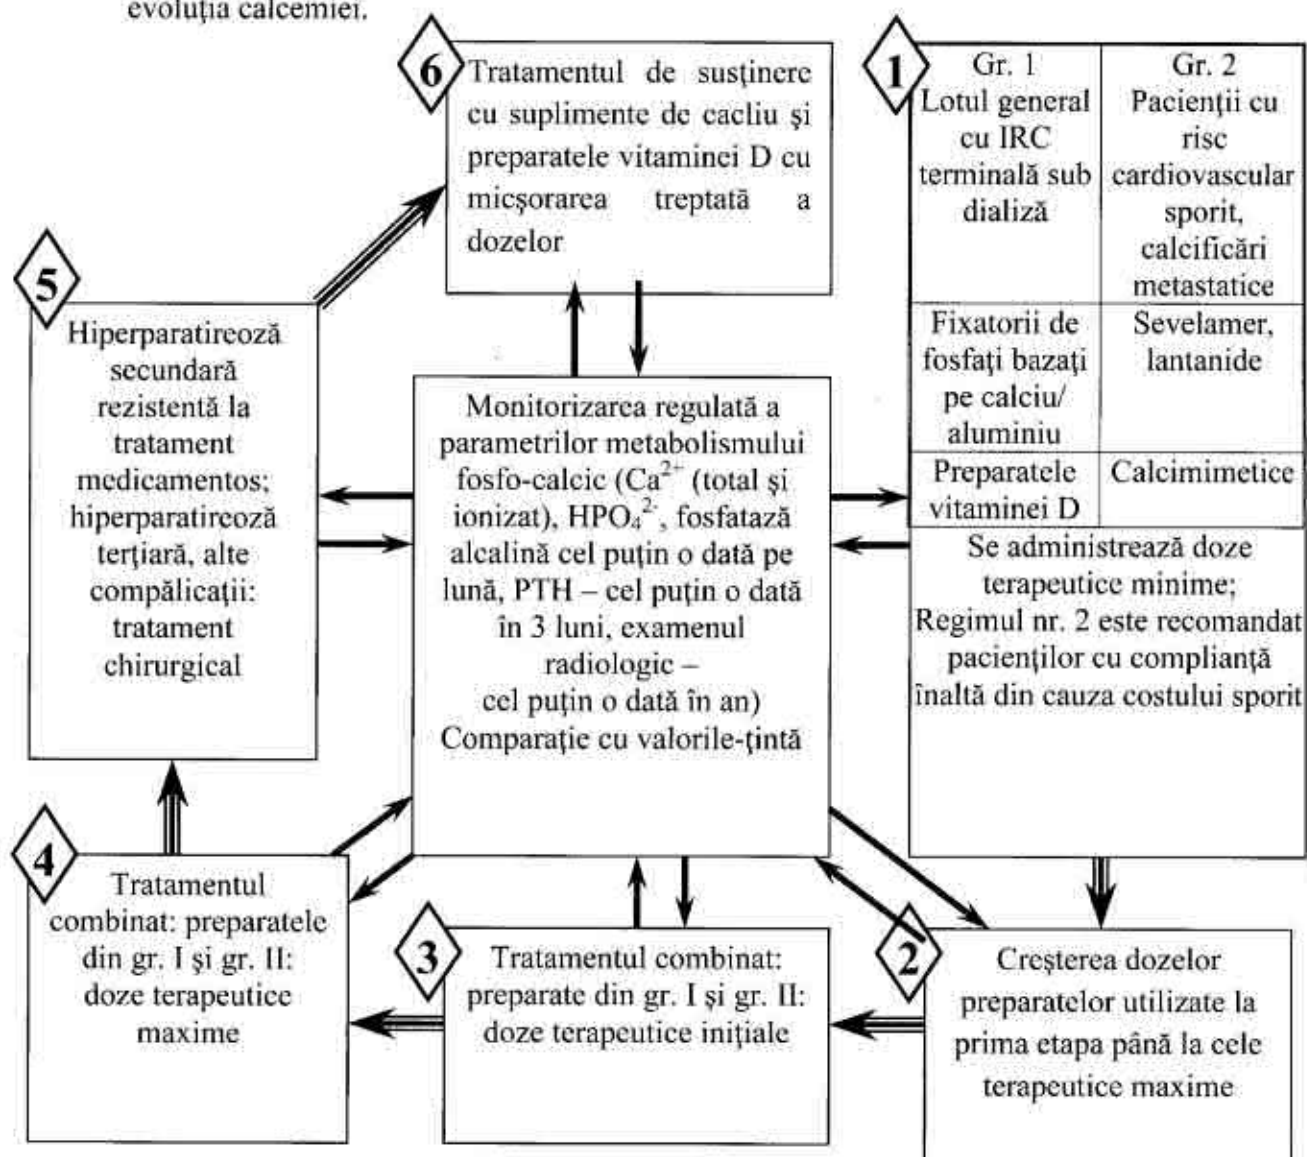 evoluția calcemiei.
6
Tratamentul de susținere
cu suplimente de cacliu și
preparatele vitaminei D cu
micșorarea treptată a
dozelor
1
Gr. 1
Lotul general
cu IRC
terminală sub
dializă
Gr. 2
Pacienții cu
risc
cardiovascular
sporit,
calcificări
metastatice
Fixatorii de
fosfați bazați
pe calciu/
aluminiu
Sevelamer,
lantanide
Preparatele
vitaminei D
Calcimimetice
Se administrează doze
terapeutice minime;
Regimul nr. 2 este recomandat
pacienților cu complianță
înaltă din cauza costului sporit
5
Hiperparatireoză
secundară
rezistentă la
tratament
medicamentos;
hiperparatireoză
terțiară, alte
compălicații:
tratament
chirurgical
Monitorizarea regulată a
parametrilor metabolismului
fosfo-calcic (Ca²⁺ (total și
ionizat), HPO₄²⁻, fosfatază
alcalină cel puțin o dată pe
lună, PTH – cel puțin o dată
în 3 luni, examenul
radiologic –
cel puțin o dată în an)
Comparație cu valorile-țintă
4
Tratamentul
combinat: preparatele
din gr. I și gr. II:
doze terapeutice
maxime
3
Tratamentul combinat:
preparate din gr. I și gr. II:
doze terapeutice inițiale
2
Creșterea dozelor
preparatelor utilizate la
prima etapa până la cele
terapeutice maxime